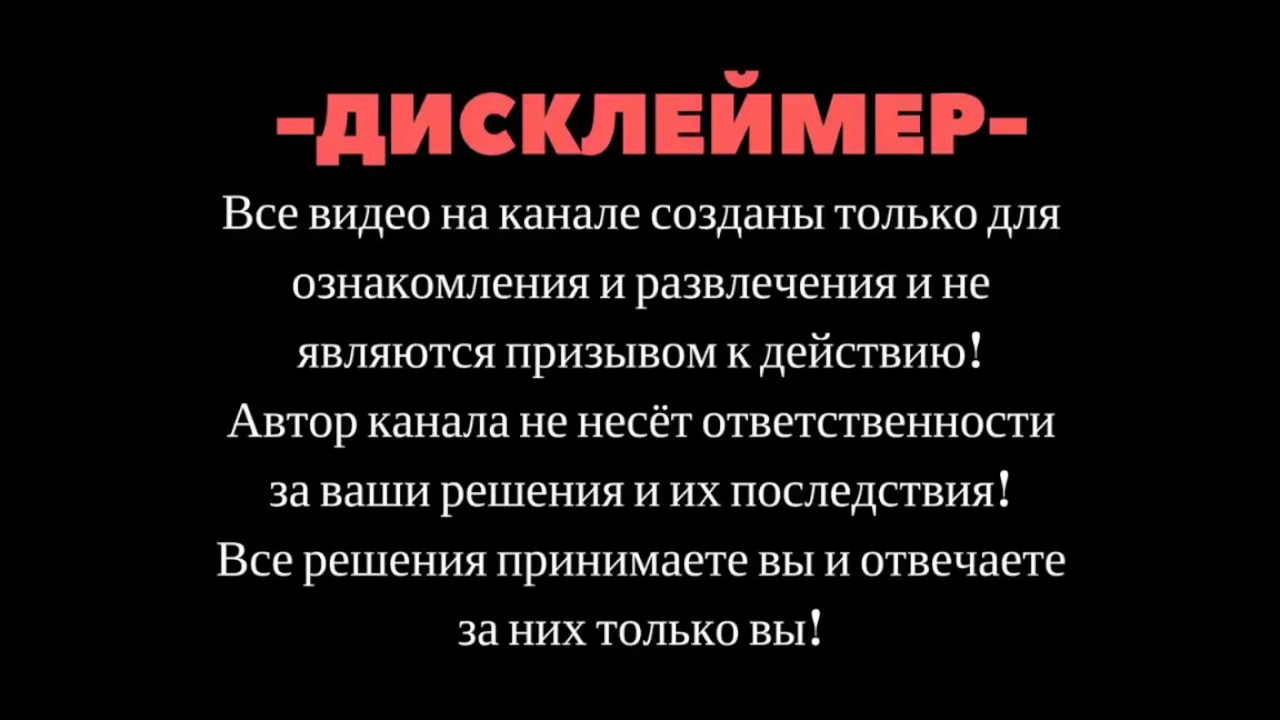 -ДИСКЛЕЙМЕР-
Все видео на канале созданы только для
ознакомления и развлечения и не
являются призывом к действию!
Автор канала не несёт ответственности
за ваши решения и их последствия!
Все решения принимаете вы и отвечаете
за них только вы!